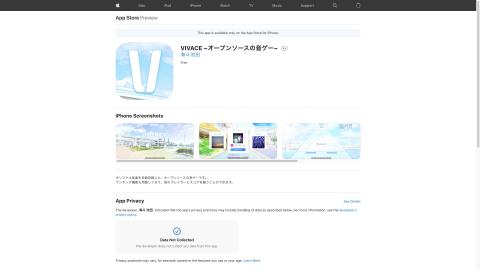 Mac
iPad
iPhone
Watch
TV
Music
Support
App Store Preview
This app is available only on the App Store for iPhone.
V
VIVACE ~オープンソースの音ゲー~ 4+
海斗 池田
Free
iPhone Screenshots
オリジナル楽曲を多数収録した、オープンソースの音ゲーです。
ランキング機能も搭載しており、他のプレイヤーとスコアを競うことができます。
App Privacy
See Details
The developer, 海斗 池田, indicated that the app's privacy practices may include handling of data as described below. For more information, see the developer's
privacy policy.
Data Not Collected
The developer does not collect any data from this app.
Privacy practices may vary, for example, based on the features you use or your age. Learn More